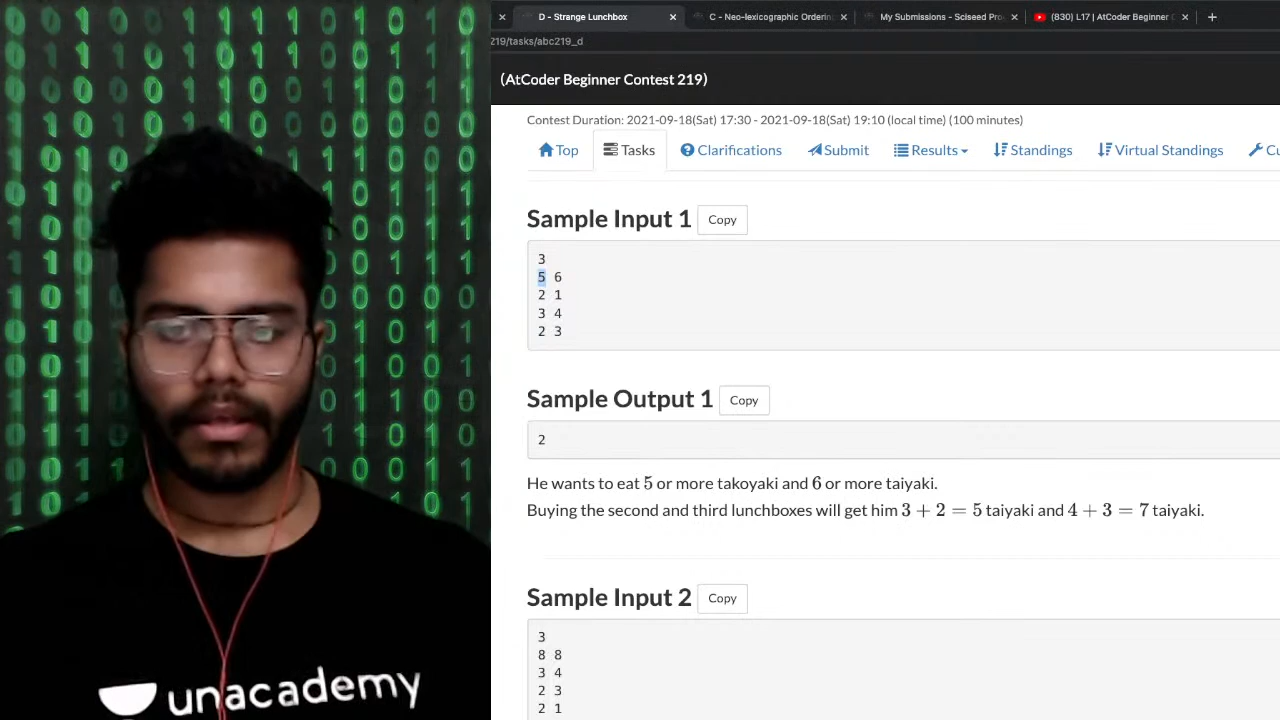 D - Strange Lunchbox
C - Neo-lexicographic Orderin
My Submissions - Sciseed Pro
(830) L17 | AtCoder Beginner
219/tasks/abc219_d
(AtCoder Beginner Contest 219)
Contest Duration: 2021-09-18(Sat) 17:30 - 2021-09-18(Sat) 19:10 (local time) (100 minutes)
Top Tasks Clarifications Submit Results Standings Virtual Standings Cu
Sample Input 1 Copy
3
5 6
2 1
3 4
2 3
Sample Output 1 Copy
2
He wants to eat 5 or more takoyaki and 6 or more taiyaki.
Buying the second and third lunchboxes will get him 3 + 2 = 5 taiyaki and 4 + 3 = 7 taiyaki.
Sample Input 2 Copy
3
8 8
3 4
2 3
2 1
unacademy